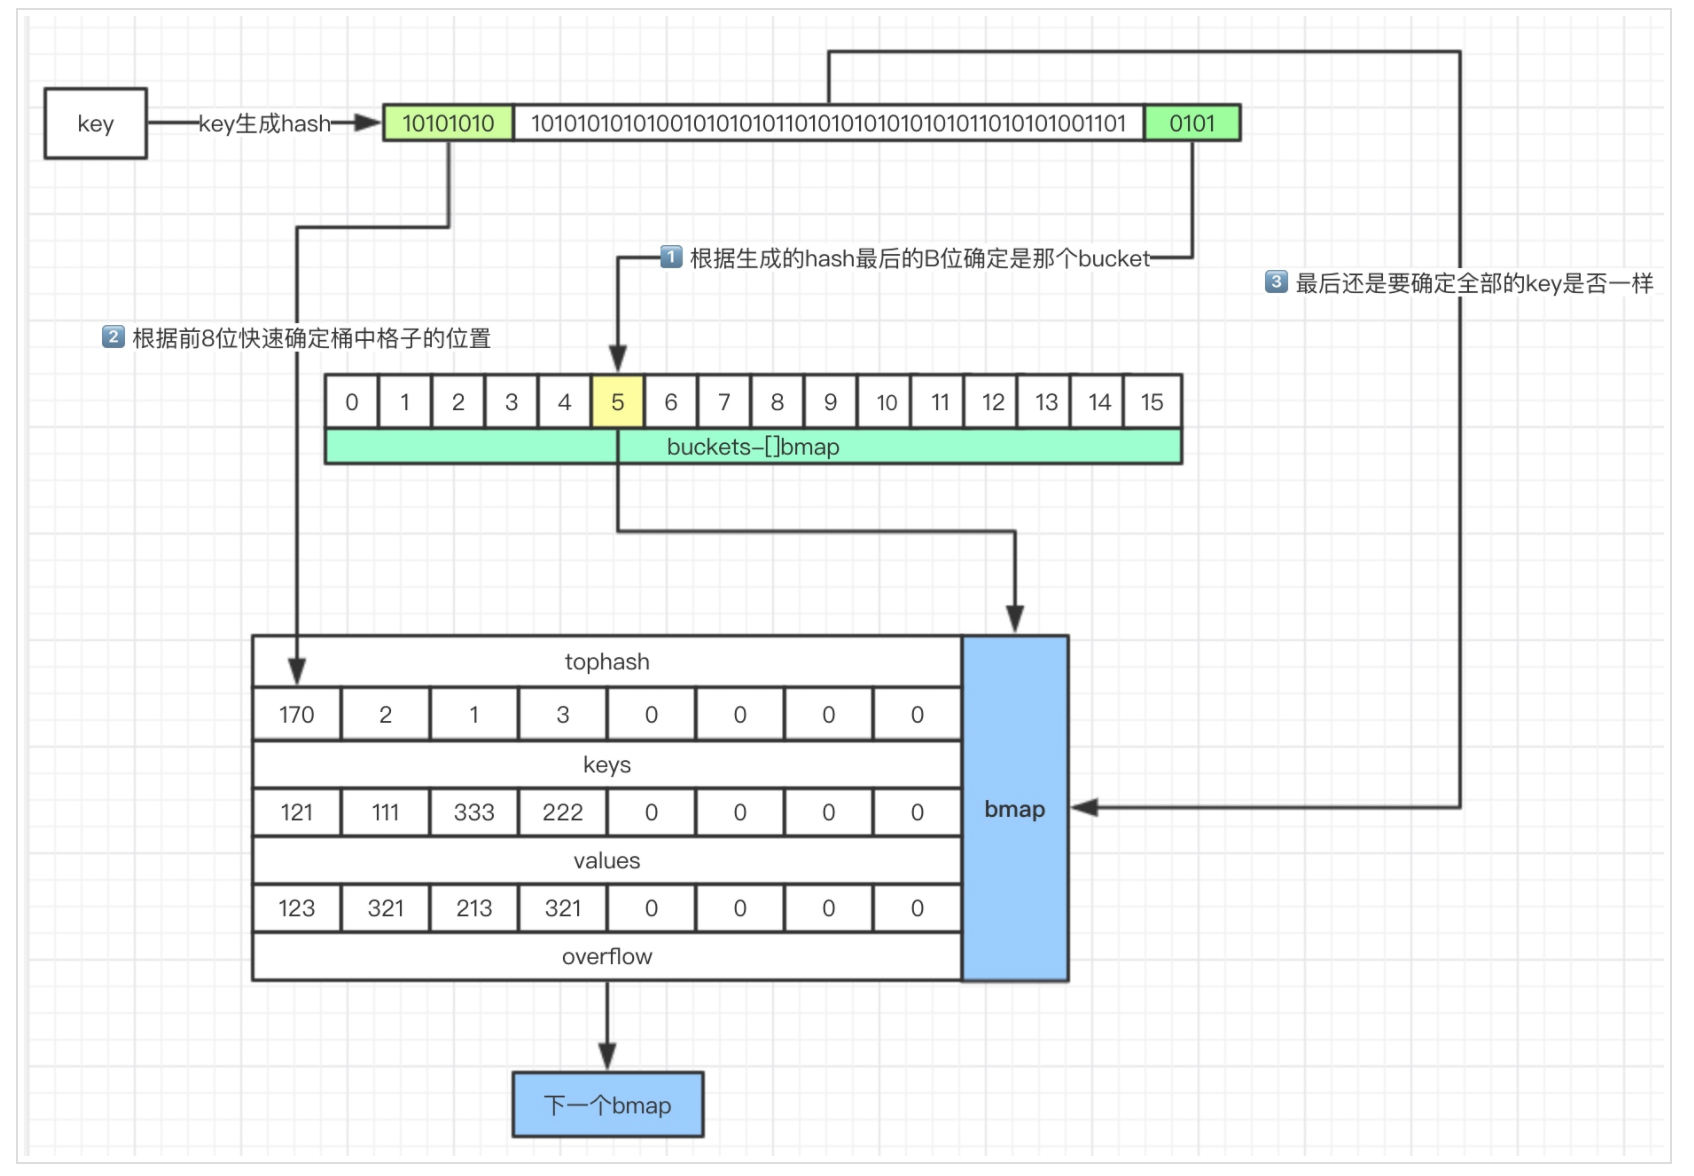 key
key生成hash
10101010
10101010101001010101011010101010101010110101010011​01
0101
1 根据生成的hash最后的B位确定是那个bucket
3 最后还是要确定全部的key是否一样
2 根据前8位快速确定桶中格子的位置
0 1 2 3 4 5 6 7 8 9 10 11 12 13 14 15
buckets-[]bmap
tophash
170 2 1 3 0 0 0 0
keys
121 111 333 222 0 0 0 0
bmap
values
123 321 213 321 0 0 0 0
overflow
下一个bmap